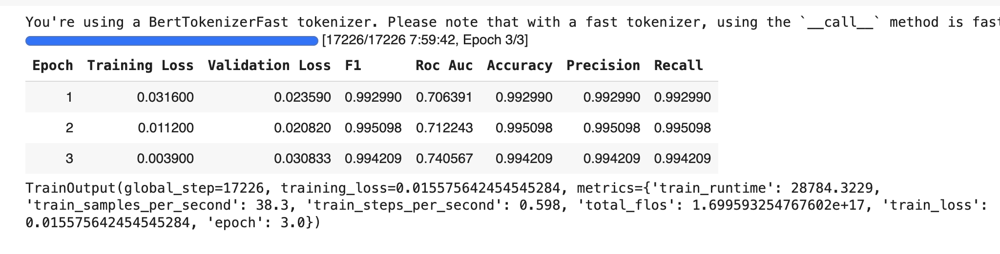 You're using a BertTokenizerFast tokenizer. Please note that with a fast tokenizer, using the `__call__` method is fast
[17226/17226 7:59:42, Epoch 3/3]
Epoch Training Loss Validation Loss F1 Roc Auc Accuracy Precision Recall
1 0.031600 0.023590 0.992990 0.706391 0.992990 0.992990 0.992990
2 0.011200 0.020820 0.995098 0.712243 0.995098 0.995098 0.995098
3 0.003900 0.030833 0.994209 0.740567 0.994209 0.994209 0.994209
TrainOutput(global_step=17226, training_loss=0.015575642454545284, metrics={'train_runtime': 28784.3229,
'train_samples_per_second': 38.3, 'train_steps_per_second': 0.598, 'total_flos': 1.699593254767602e+17, 'train_loss':
0.015575642454545284, 'epoch': 3.0})